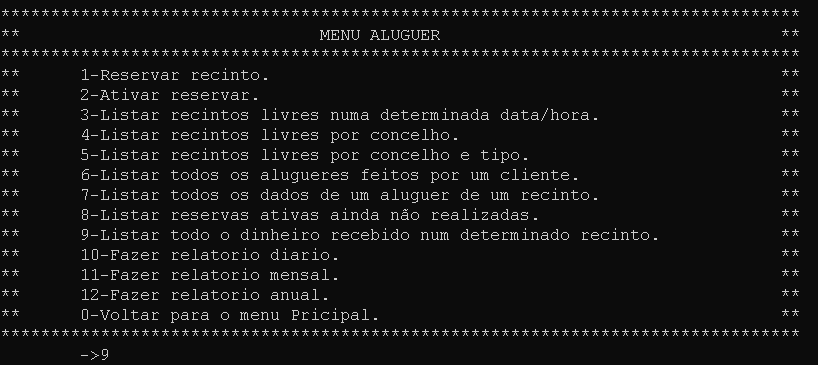 ********************************************************************************
** MENU ALUGUER **
********************************************************************************
** 1-Reservar recinto. **
** 2-Ativar reservar. **
** 3-Listar recintos livres numa determinada data/hora. **
** 4-Listar recintos livres por concelho. **
** 5-Listar recintos livres por concelho e tipo. **
** 6-Listar todos os alugueres feitos por um cliente. **
** 7-Listar todos os dados de um aluguer de um recinto. **
** 8-Listar reservas ativas ainda não realizadas. **
** 9-Listar todo o dinheiro recebido num determinado recinto. **
** 10-Fazer relatorio diario. **
** 11-Fazer relatorio mensal. **
** 12-Fazer relatorio anual. **
** 0-Voltar para o menu Pricipal. **
********************************************************************************
->9